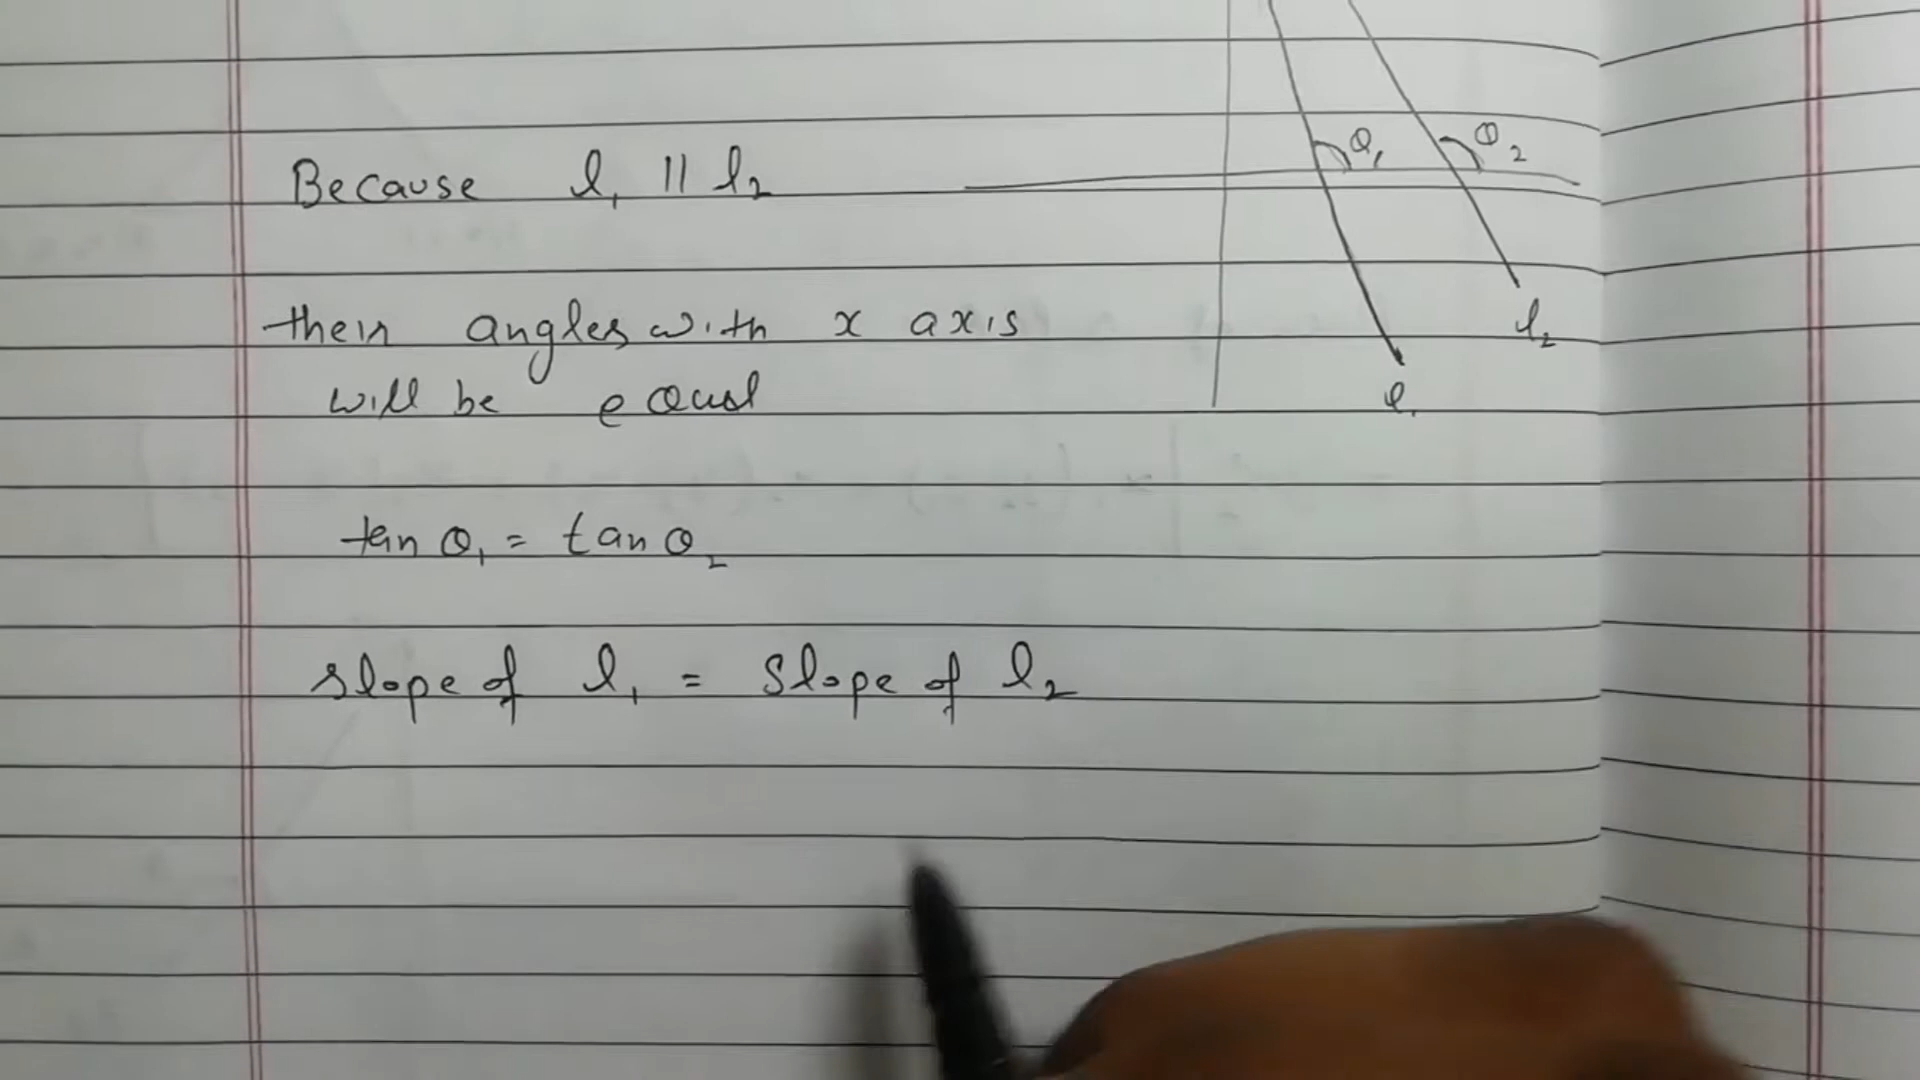 Because l₁ || l₂
θ₁
θ₂
their angles with x axis
will be equal
l₂
l₁
tan θ₁ = tan θ₂
slope of l₁ = slope of l₂